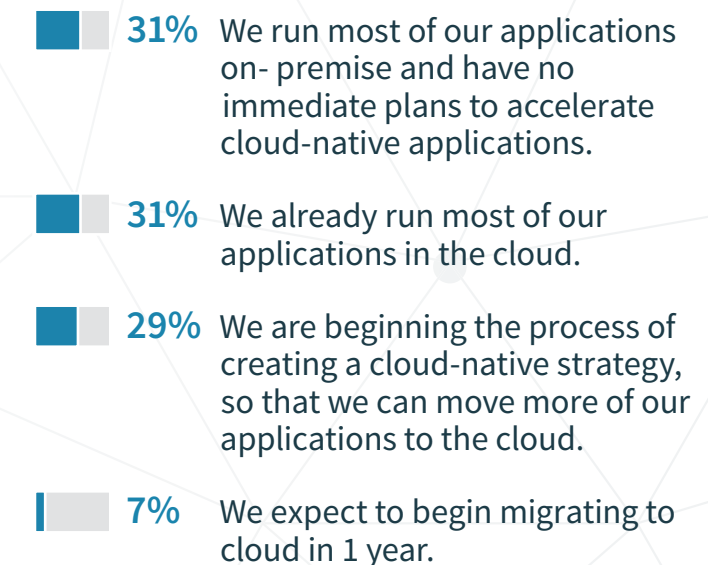 31% We run most of our applications
on- premise and have no
immediate plans to accelerate
cloud-native applications.
31% We already run most of our
applications in the cloud.
29% We are beginning the process of
creating a cloud-native strategy,
so that we can move more of our
applications to the cloud.
7% We expect to begin migrating to
cloud in 1 year.